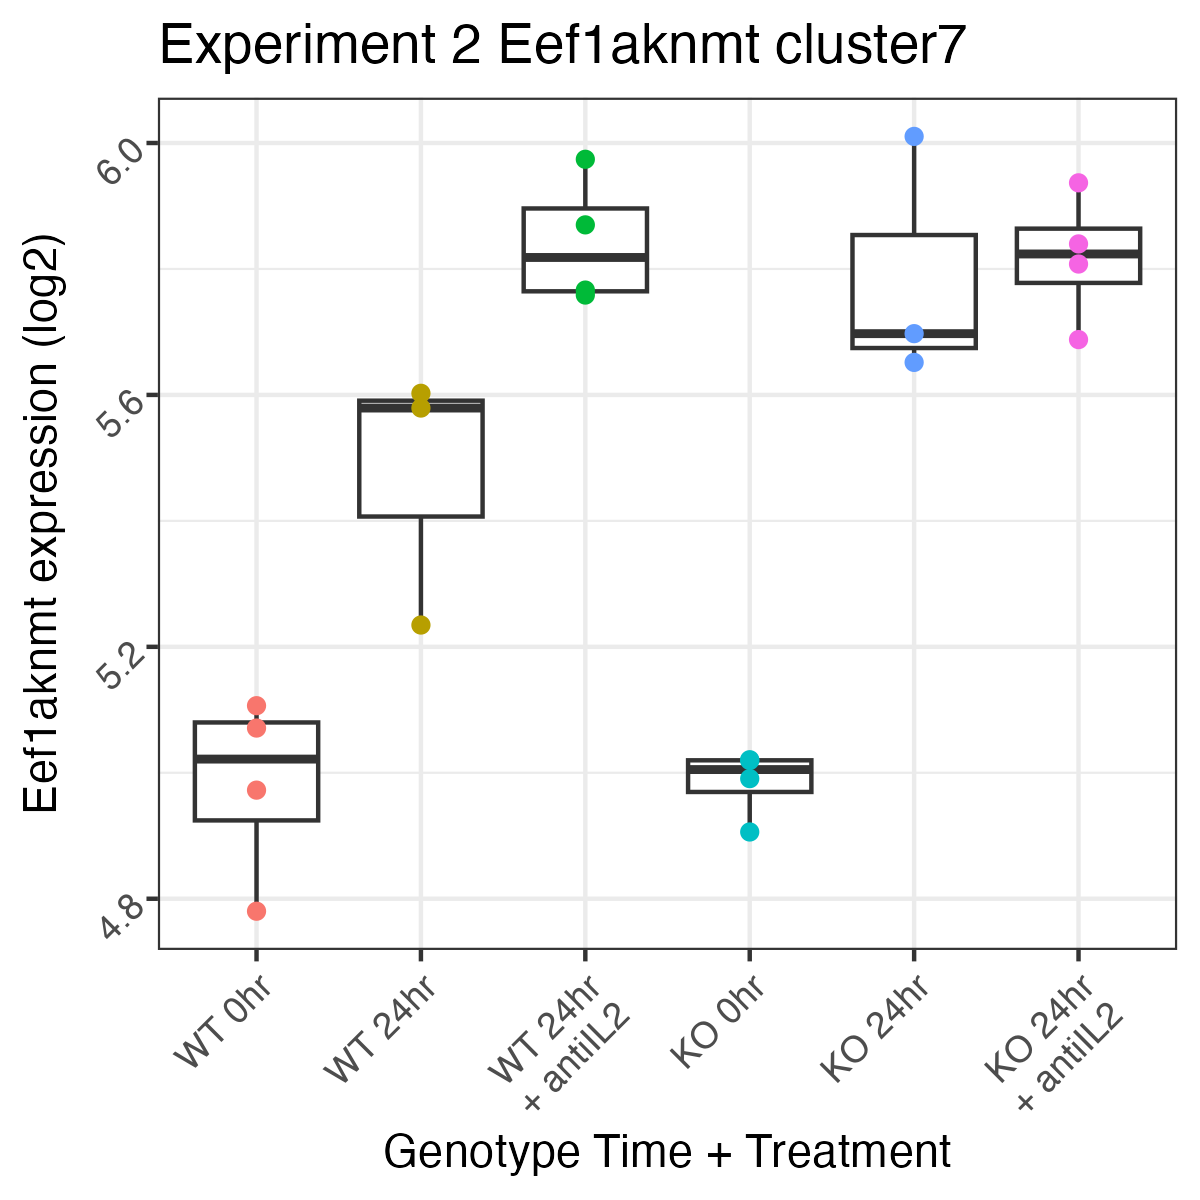 Experiment 2 Eef1aknmt cluster7
Eef1aknmt expression (log2)
6.0
5.6
5.2
4.8
WT 0hr
WT 24hr
WT 24hr
+ antiIL2
KO 0hr
KO 24hr
KO 24hr
+ antiIL2
Genotype Time + Treatment